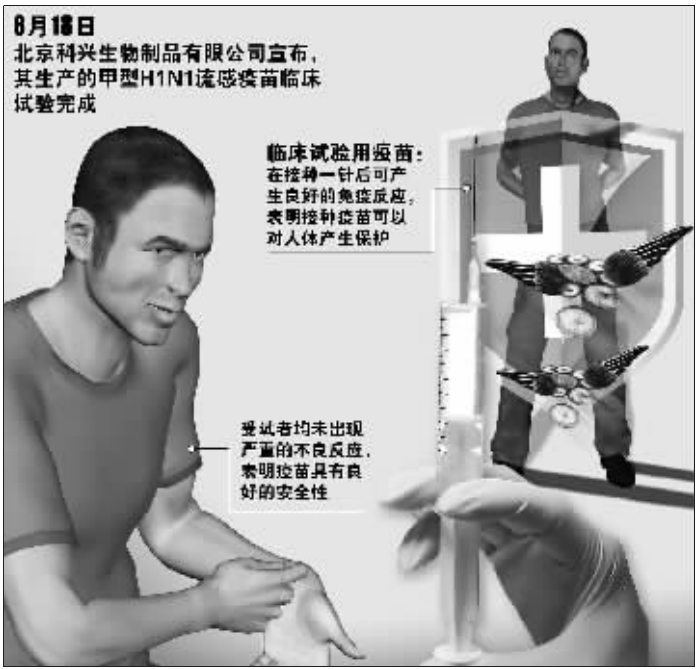 8月18日
北京科兴生物制品有限公司宣布，
其生产的甲型H1N1流感疫苗临床
试验完成
临床试验用疫苗：
在接种一针后可产
生良好的免疫反应，
表明接种疫苗可以
对人体产生保护
受试者均未出现
严重的不良反应，
表明疫苗具有良
好的安全性